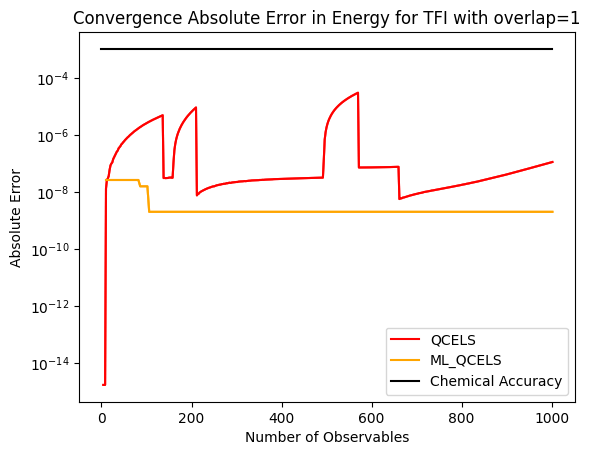 Convergence Absolute Error in Energy for TFI with overlap=1
Absolute Error
10⁻⁴
10⁻⁶
10⁻⁸
10⁻¹⁰
10⁻¹²
10⁻¹⁴
QCELS
ML_QCELS
Chemical Accuracy
0 200 400 600 800 1000
Number of Observables